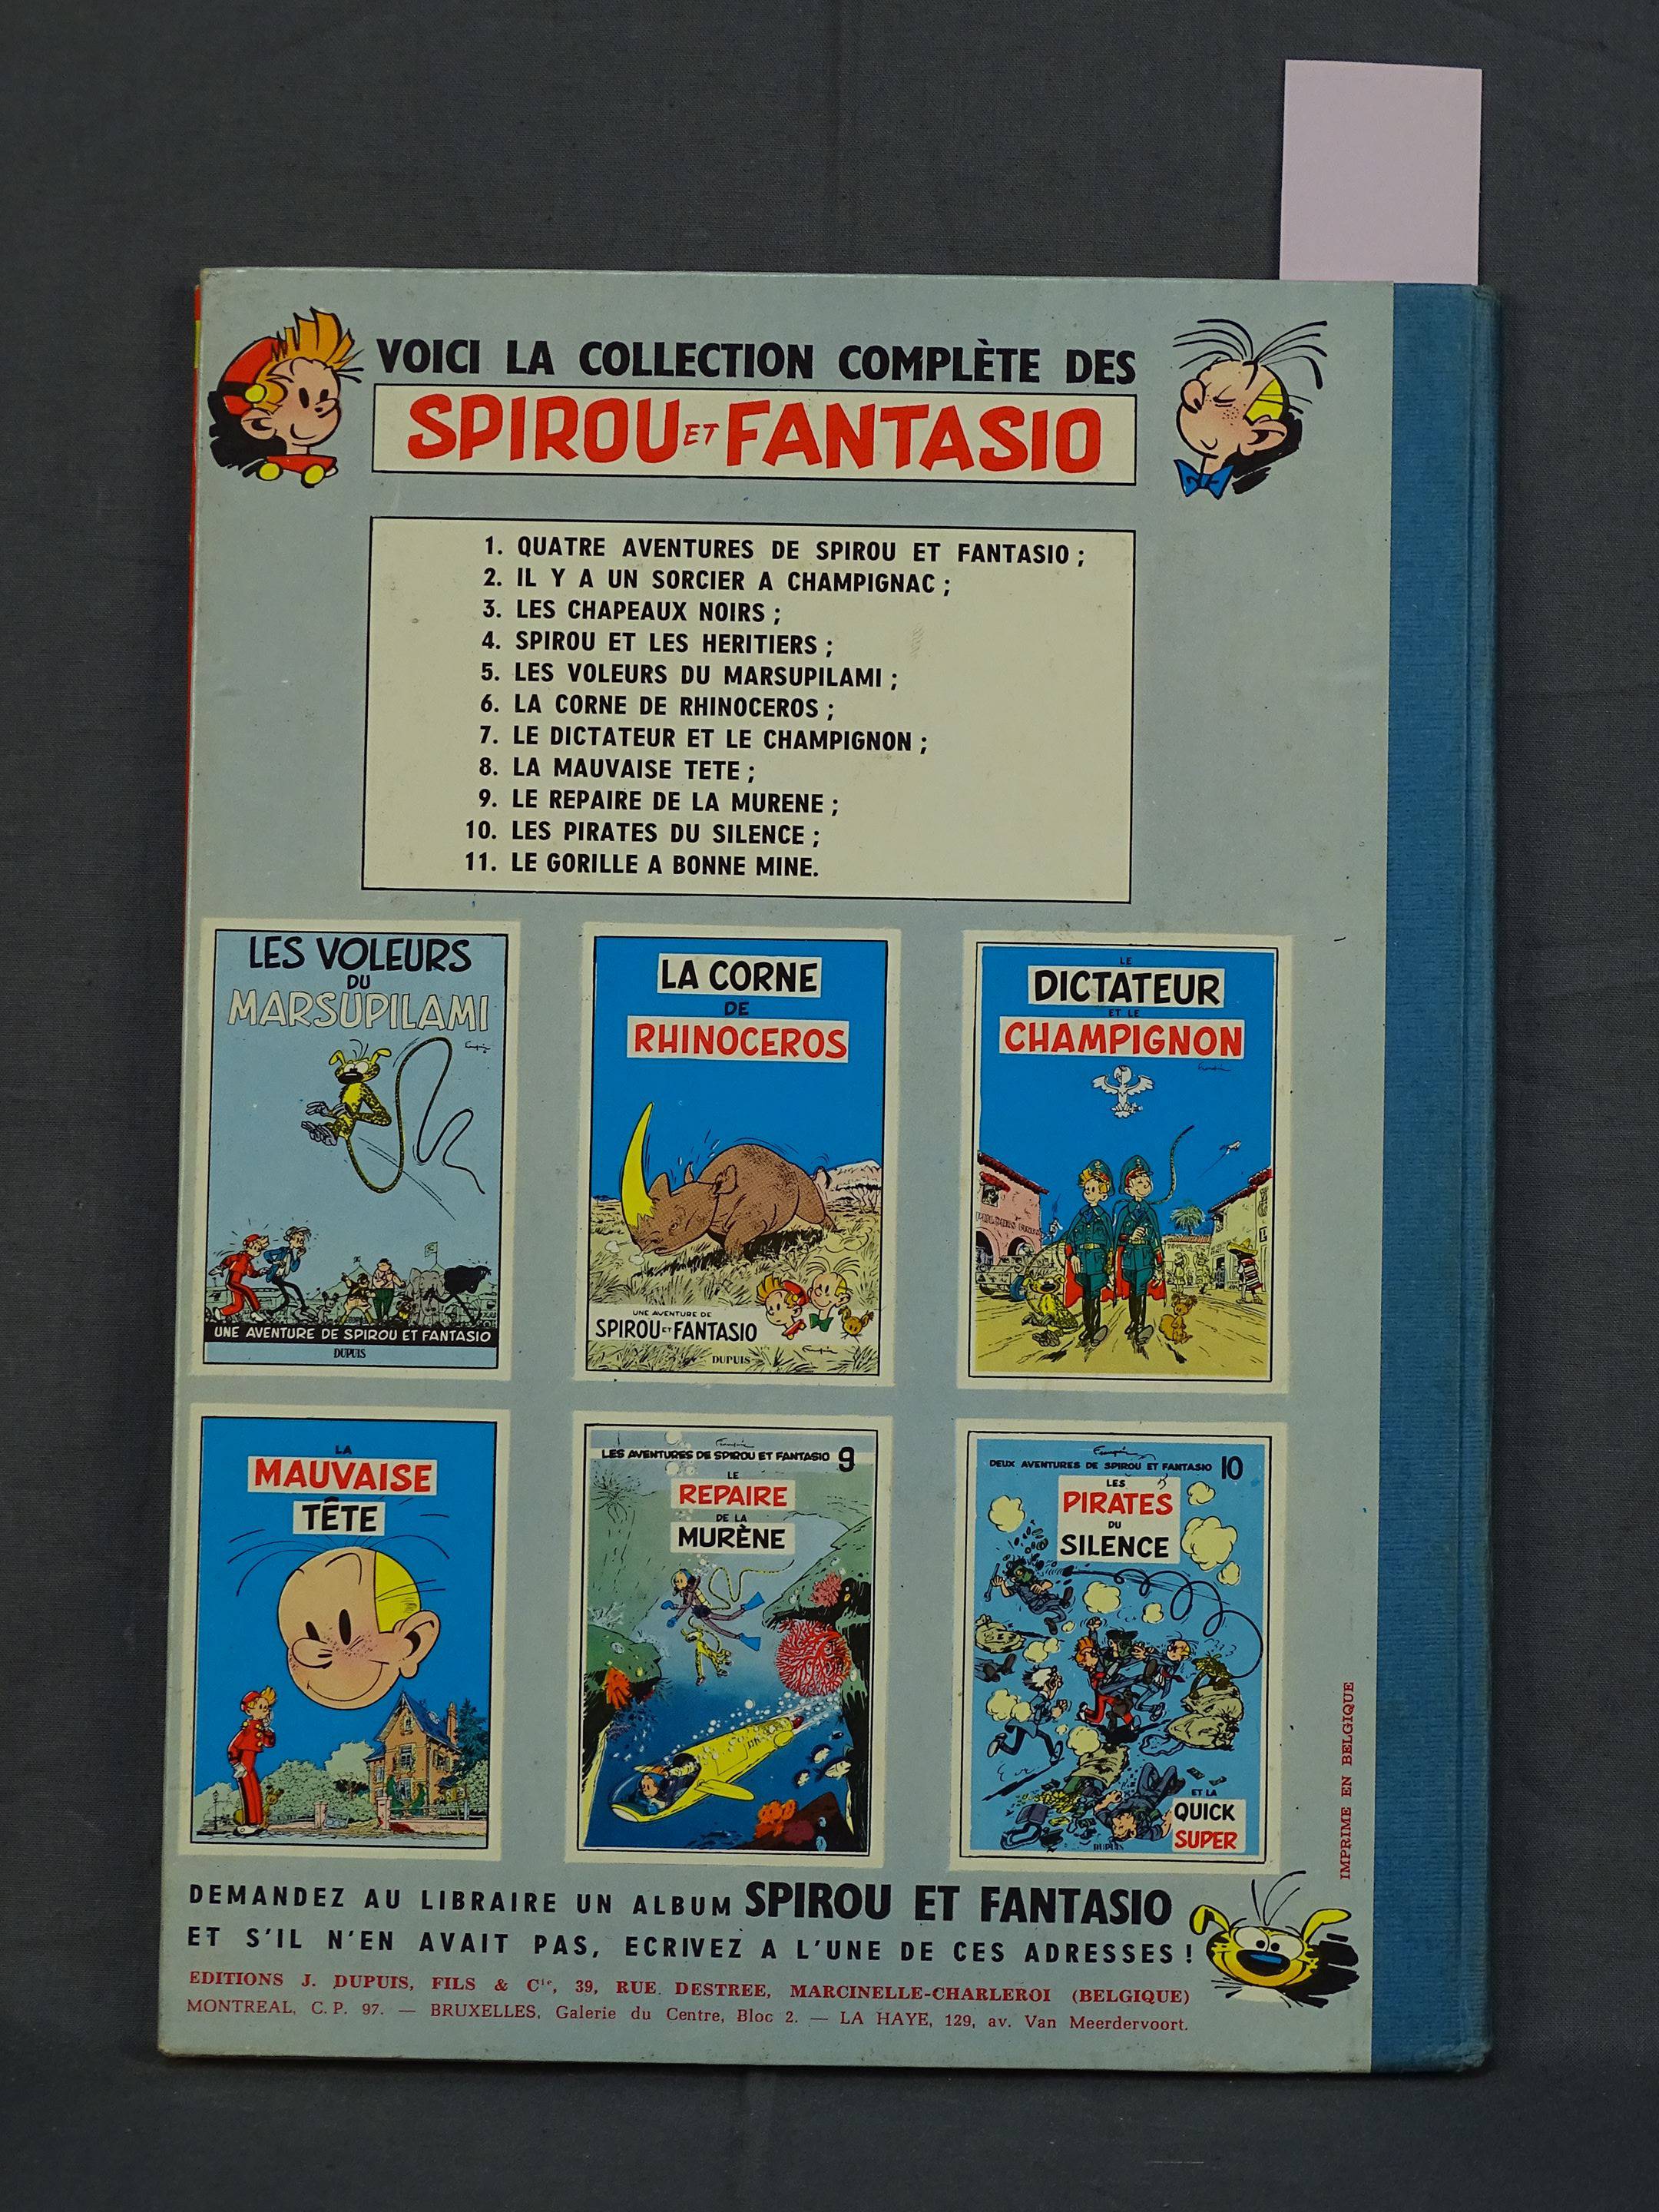 VOICI LA COLLECTION COMPLÈTE DES
SPIROU ET FANTASIO
1. QUATRE AVENTURES DE SPIROU ET FANTASIO ;
2. IL Y A UN SORCIER A CHAMPIGNAC ;
3. LES CHAPEAUX NOIRS ;
4. SPIROU ET LES HERITIERS ;
5. LES VOLEURS DU MARSUPILAMI ;
6. LA CORNE DE RHINOCEROS ;
7. LE DICTATEUR ET LE CHAMPIGNON ;
8. LA MAUVAISE TETE ;
9. LE REPAIRE DE LA MURENE ;
10. LES PIRATES DU SILENCE ;
11. LE GORILLE A BONNE MINE.
LES VOLEURS
DU
MARSUPILAMI
Franquin
UNE AVENTURE DE SPIROU ET FANTASIO
DUPUIS
LA CORNE
DE
RHINOCEROS
UNE AVENTURE DE
SPIROU ET FANTASIO
Franquin
DUPUIS
LE
DICTATEUR
ET LE
CHAMPIGNON
Franquin
LA
MAUVAISE
TÊTE
Franquin
LES AVENTURES DE SPIROU ET FANTASIO 9
LE
REPAIRE
DE LA
MURÈNE
Franquin
DEUX AVENTURES DE SPIROU ET FANTASIO 10
LES
PIRATES
DU
SILENCE
ET LA
QUICK
SUPER
DUPUIS
IMPRIME EN BELGIQUE
DEMANDEZ AU LIBRAIRE UN ALBUM SPIROU ET FANTASIO
ET S'IL N'EN AVAIT PAS, ECRIVEZ A L'UNE DE CES ADRESSES !
EDITIONS J. DUPUIS, FILS & Cie, 39, RUE DESTREE, MARCINELLE-CHARLEROI (BELGIQUE)
MONTREAL, C.P. 97. — BRUXELLES, Galerie du Centre, Bloc 2. — LA HAYE, 129, av. Van Meerdervoort.